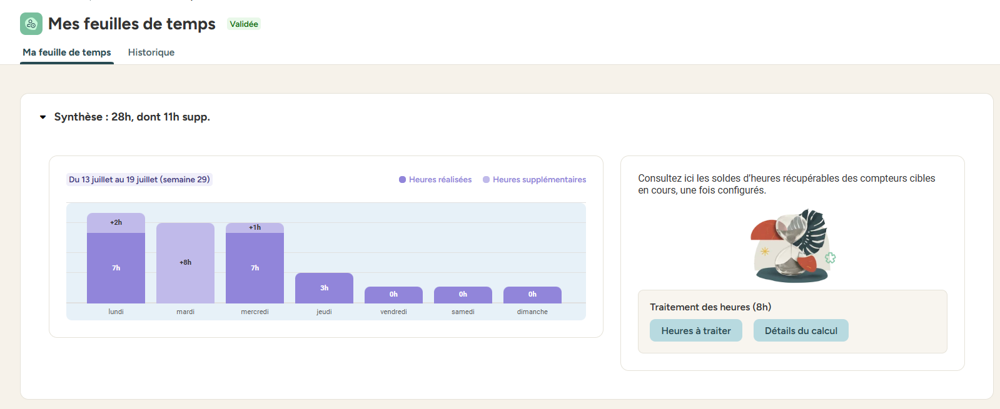 Mes feuilles de temps
Validée
Ma feuille de temps
Historique
Synthèse : 28h, dont 11h supp.
Du 13 juillet au 19 juillet (semaine 29)
Heures réalisées
Heures supplémentaires
+2h
7h
+8h
+1h
7h
3h
0h
0h
0h
lundi
mardi
mercredi
jeudi
vendredi
samedi
dimanche
Consultez ici les soldes d’heures récupérables des compteurs cibles
en cours, une fois configurés.
Traitement des heures (8h)
Heures à traiter
Détails du calcul